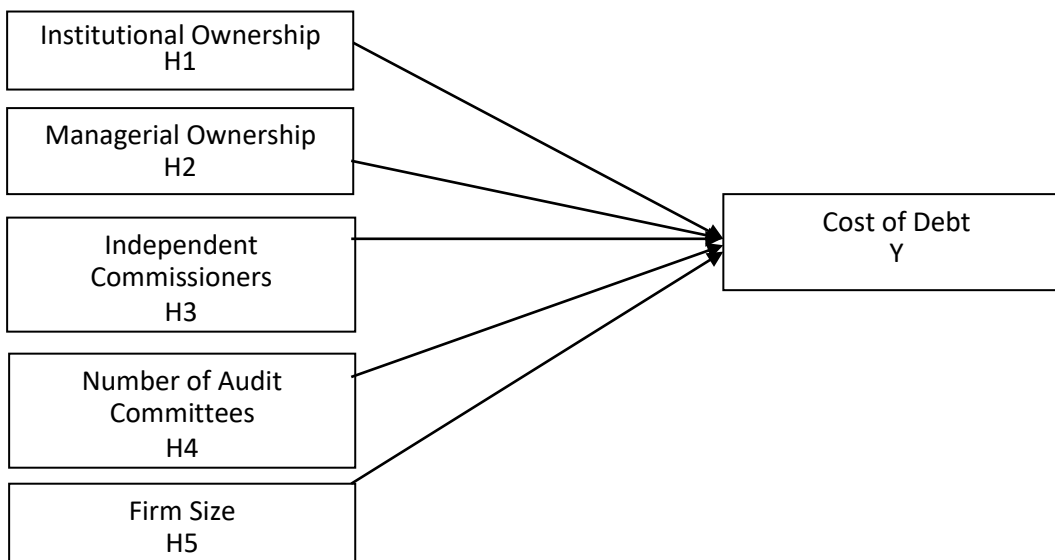 Institutional Ownership
H1
Managerial Ownership
H2
Independent
Commissioners
H3
Number of Audit
Committees
H4
Firm Size
H5
Cost of Debt
Y